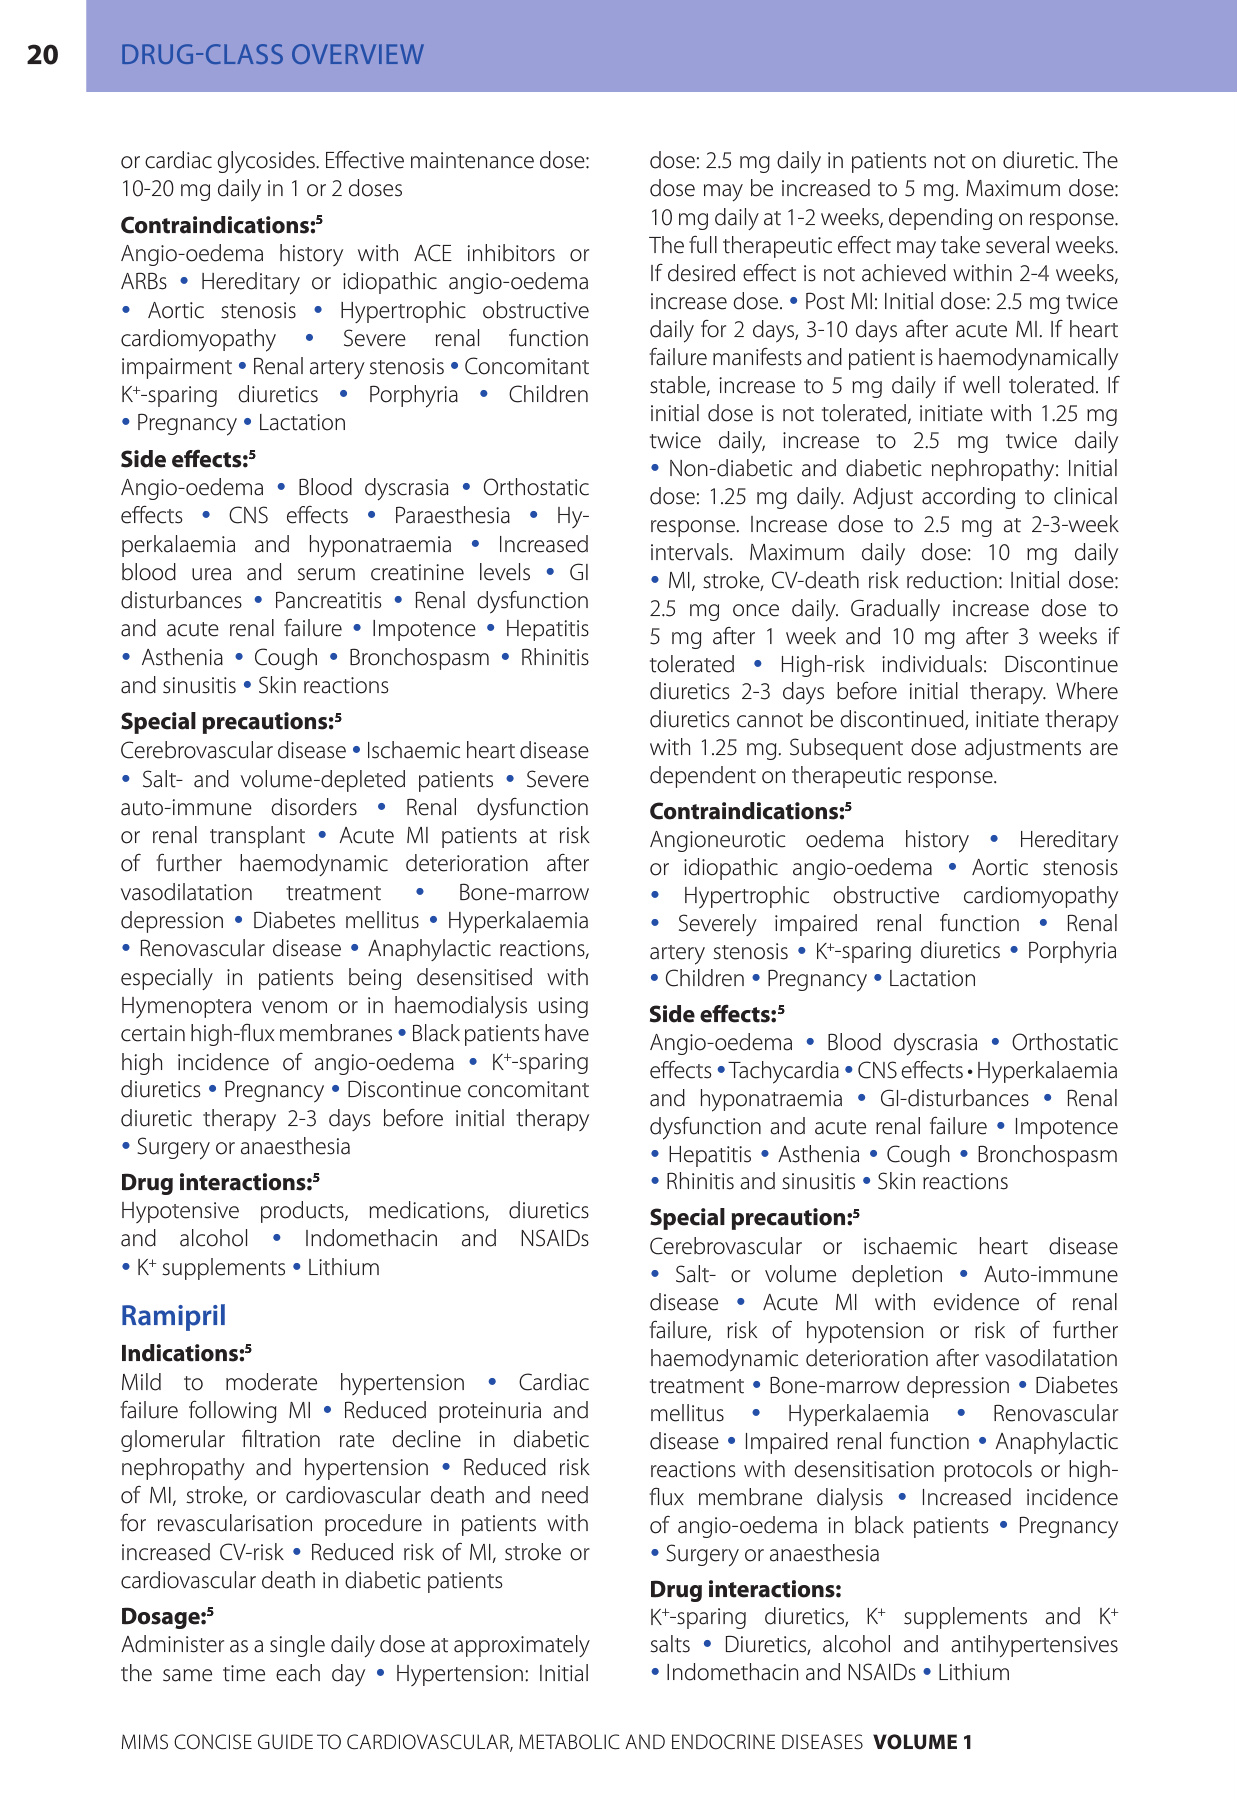 20
DRUG-CLASS OVERVIEW
or cardiac glycosides. Effective maintenance dose:
10-20 mg daily in 1 or 2 doses
Contraindications:⁵
Angio-oedema history with ACE inhibitors or
ARBs • Hereditary or idiopathic angio-oedema
• Aortic stenosis • Hypertrophic obstructive
cardiomyopathy • Severe renal function
impairment • Renal artery stenosis • Concomitant
K⁺-sparing diuretics • Porphyria • Children
• Pregnancy • Lactation
Side effects:⁵
Angio-oedema • Blood dyscrasia • Orthostatic
effects • CNS effects • Paraesthesia • Hy-
perkalaemia and hyponatraemia • Increased
blood urea and serum creatinine levels • GI
disturbances • Pancreatitis • Renal dysfunction
and acute renal failure • Impotence • Hepatitis
• Asthenia • Cough • Bronchospasm • Rhinitis
and sinusitis • Skin reactions
Special precautions:⁵
Cerebrovascular disease • Ischaemic heart disease
• Salt- and volume-depleted patients • Severe
auto-immune disorders • Renal dysfunction
or renal transplant • Acute MI patients at risk
of further haemodynamic deterioration after
vasodilatation treatment • Bone-marrow
depression • Diabetes mellitus • Hyperkalaemia
• Renovascular disease • Anaphylactic reactions,
especially in patients being desensitised with
Hymenoptera venom or in haemodialysis using
certain high-flux membranes • Black patients have
high incidence of angio-oedema • K⁺-sparing
diuretics • Pregnancy • Discontinue concomitant
diuretic therapy 2-3 days before initial therapy
• Surgery or anaesthesia
Drug interactions:⁵
Hypotensive products, medications, diuretics
and alcohol • Indomethacin and NSAIDs
• K⁺ supplements • Lithium
Ramipril
Indications:⁵
Mild to moderate hypertension • Cardiac
failure following MI • Reduced proteinuria and
glomerular filtration rate decline in diabetic
nephropathy and hypertension • Reduced risk
of MI, stroke, or cardiovascular death and need
for revascularisation procedure in patients with
increased CV-risk • Reduced risk of MI, stroke or
cardiovascular death in diabetic patients
Dosage:⁵
Administer as a single daily dose at approximately
the same time each day • Hypertension: Initial
dose: 2.5 mg daily in patients not on diuretic. The
dose may be increased to 5 mg. Maximum dose:
10 mg daily at 1-2 weeks, depending on response.
The full therapeutic effect may take several weeks.
If desired effect is not achieved within 2-4 weeks,
increase dose. • Post MI: Initial dose: 2.5 mg twice
daily for 2 days, 3-10 days after acute MI. If heart
failure manifests and patient is haemodynamically
stable, increase to 5 mg daily if well tolerated. If
initial dose is not tolerated, initiate with 1.25 mg
twice daily, increase to 2.5 mg twice daily
• Non-diabetic and diabetic nephropathy: Initial
dose: 1.25 mg daily. Adjust according to clinical
response. Increase dose to 2.5 mg at 2-3-week
intervals. Maximum daily dose: 10 mg daily
• MI, stroke, CV-death risk reduction: Initial dose:
2.5 mg once daily. Gradually increase dose to
5 mg after 1 week and 10 mg after 3 weeks if
tolerated • High-risk individuals: Discontinue
diuretics 2-3 days before initial therapy. Where
diuretics cannot be discontinued, initiate therapy
with 1.25 mg. Subsequent dose adjustments are
dependent on therapeutic response.
Contraindications:⁵
Angioneurotic oedema history • Hereditary
or idiopathic angio-oedema • Aortic stenosis
• Hypertrophic obstructive cardiomyopathy
• Severely impaired renal function • Renal
artery stenosis • K⁺-sparing diuretics • Porphyria
• Children • Pregnancy • Lactation
Side effects:⁵
Angio-oedema • Blood dyscrasia • Orthostatic
effects • Tachycardia • CNS effects • Hyperkalaemia
and hyponatraemia • GI-disturbances • Renal
dysfunction and acute renal failure • Impotence
• Hepatitis • Asthenia • Cough • Bronchospasm
• Rhinitis and sinusitis • Skin reactions
Special precaution:⁵
Cerebrovascular or ischaemic heart disease
• Salt- or volume depletion • Auto-immune
disease • Acute MI with evidence of renal
failure, risk of hypotension or risk of further
haemodynamic deterioration after vasodilatation
treatment • Bone-marrow depression • Diabetes
mellitus • Hyperkalaemia • Renovascular
disease • Impaired renal function • Anaphylactic
reactions with desensitisation protocols or high-
flux membrane dialysis • Increased incidence
of angio-oedema in black patients • Pregnancy
• Surgery or anaesthesia
Drug interactions:
K⁺-sparing diuretics, K⁺ supplements and K⁺
salts • Diuretics, alcohol and antihypertensives
• Indomethacin and NSAIDs • Lithium
MIMS CONCISE GUIDE TO CARDIOVASCULAR, METABOLIC AND ENDOCRINE DISEASES VOLUME 1